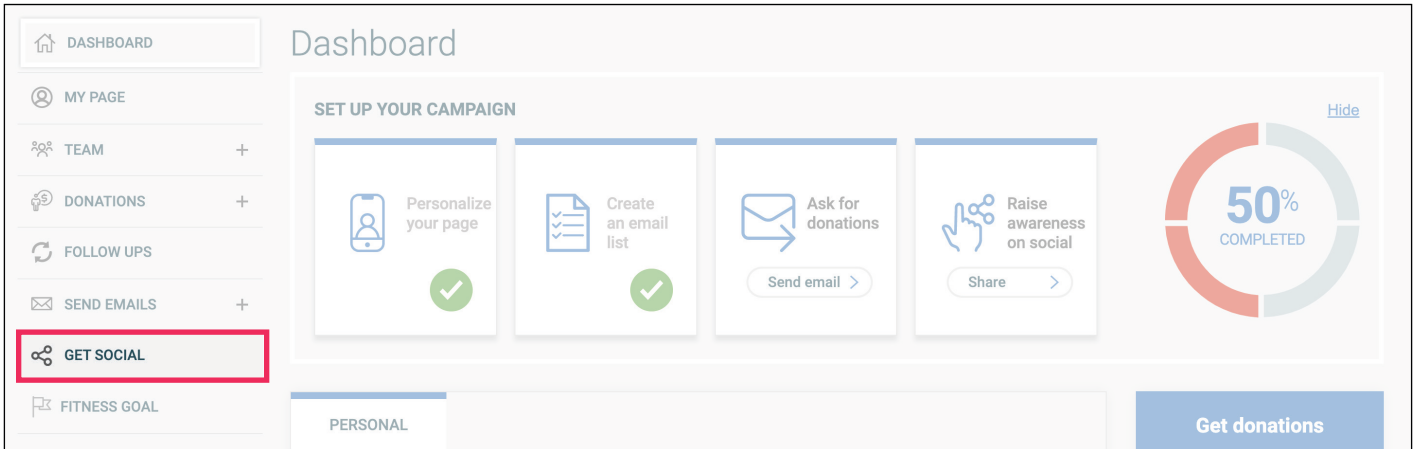 DASHBOARD
MY PAGE
TEAM
DONATIONS
FOLLOW UPS
SEND EMAILS
GET SOCIAL
FITNESS GOAL
Dashboard
SET UP YOUR CAMPAIGN
Hide
Personalize
your page
Create
an email
list
Ask for
donations
Send email
Raise
awareness
on social
Share
50%
COMPLETED
PERSONAL
Get donations